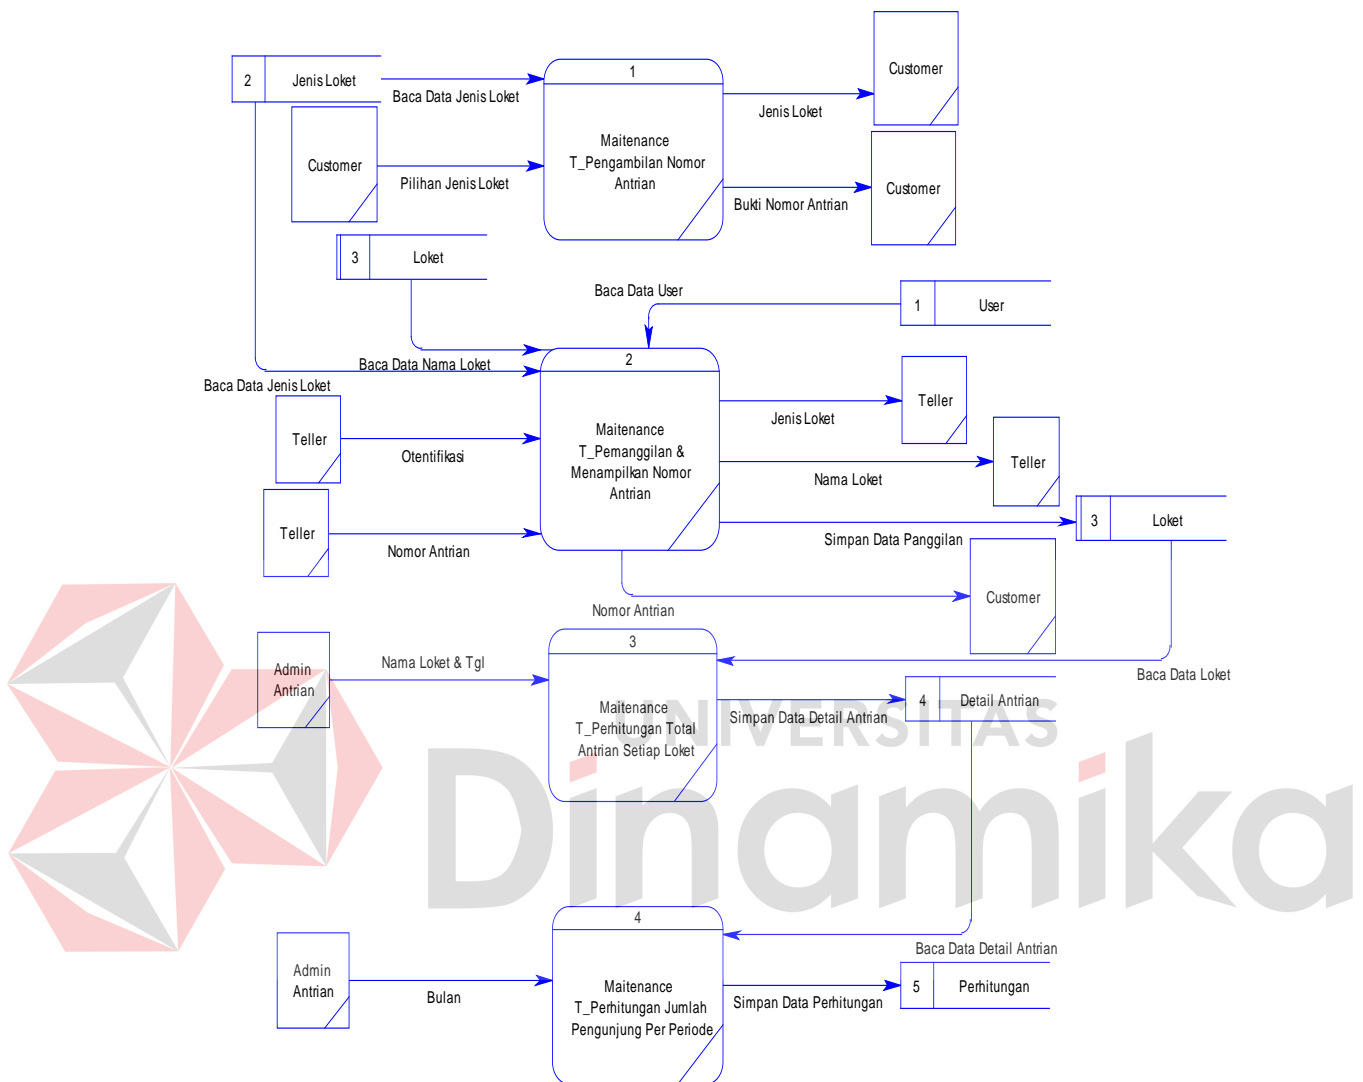 Customer
2
Jenis Loket
1
Baca Data Jenis Loket
Jenis Loket
Maitenance
T_Pengambilan Nomor
Antrian
Customer
Pilihan Jenis Loket
Customer
Bukti Nomor Antrian
3
Loket
Baca Data User
1
User
2
Baca Data Nama Loket
Baca Data Jenis Loket
Teller
Jenis Loket
Teller
Otentifikasi
Maitenance
T_Pemanggilan &
Menampilkan Nomor
Antrian
Teller
Nama Loket
Teller
Nomor Antrian
3
Loket
Simpan Data Panggilan
Customer
Nomor Antrian
3
Admin
Antrian
Nama Loket & Tgl
Baca Data Loket
Maitenance
T_Perhitungan Total
Antrian Setiap Loket
Simpan Data Detail Antrian
4
Detail Antrian
UNIVERSITAS
Dinamika
4
Baca Data Detail Antrian
Admin
Antrian
Bulan
Maitenance
T_Perhitungan Jumlah
Pengunjung Per Periode
Simpan Data Perhitungan
5
Perhitungan